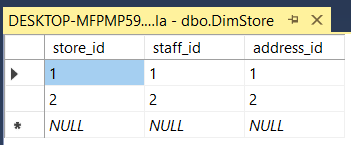 DESKTOP-MFPMP59....la - dbo.DimStore
store_id staff_id address_id
1 1 1
2 2 2
NULL NULL NULL